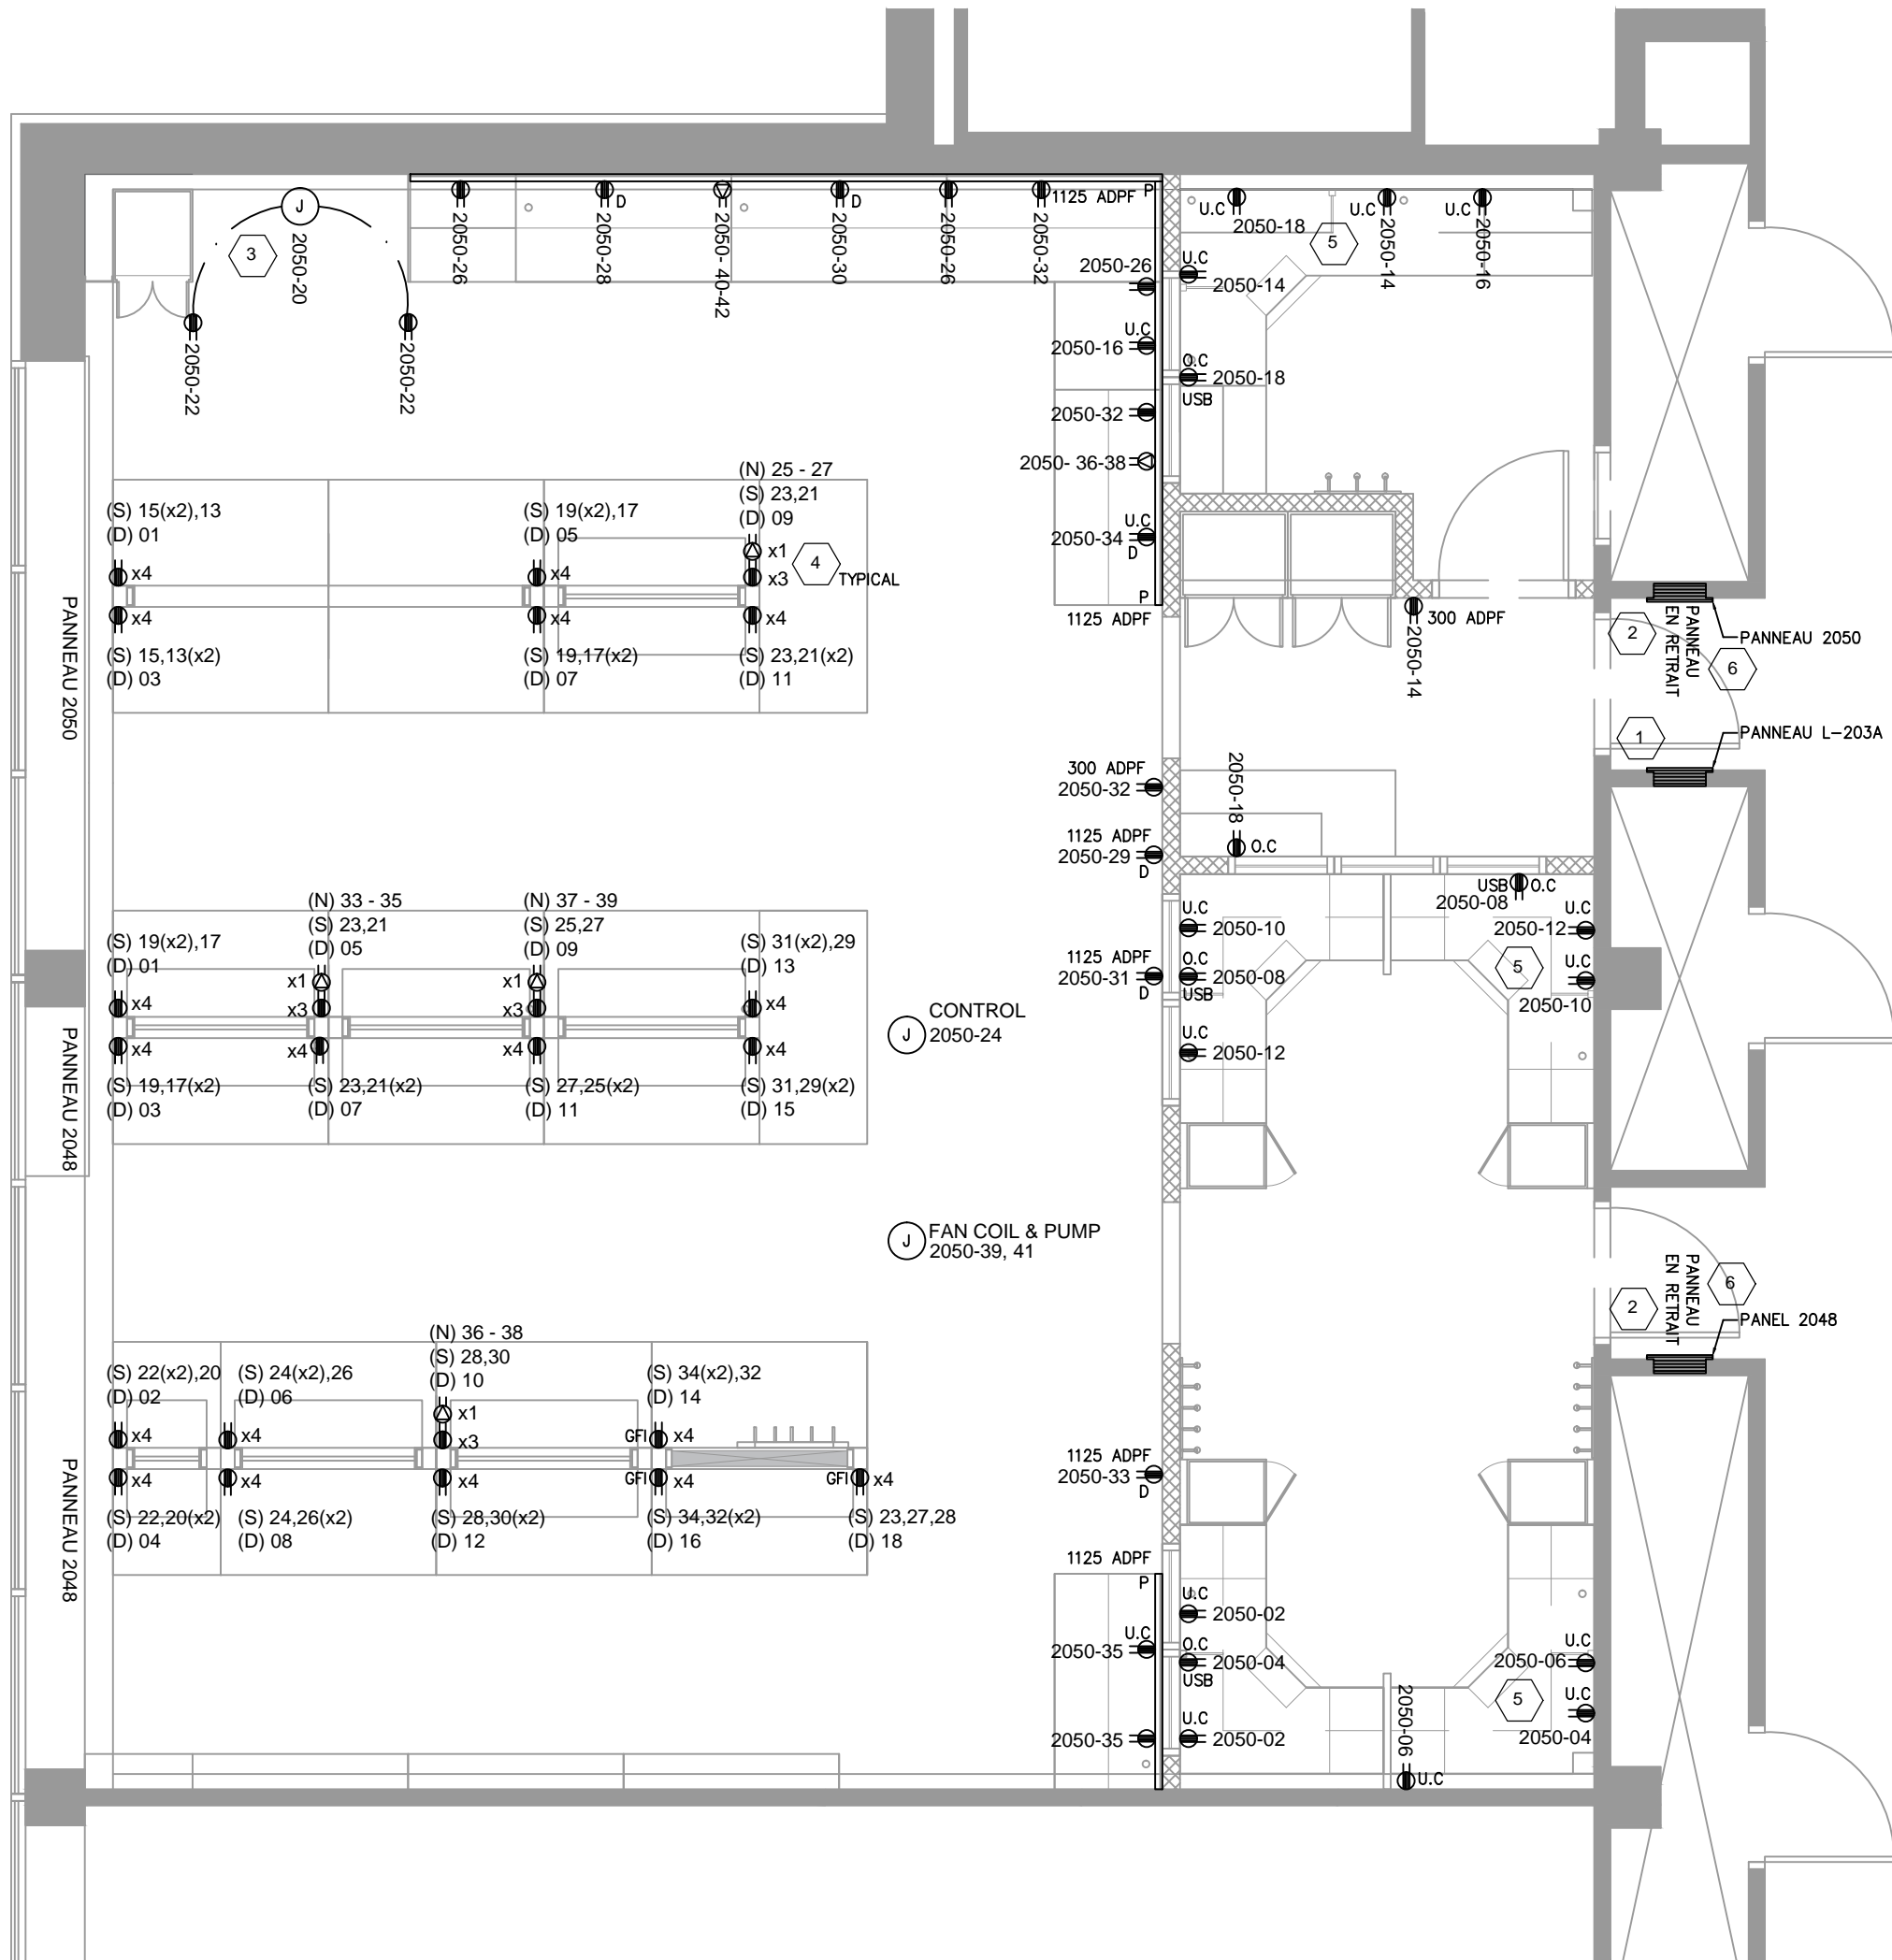 J
3
2050-20
2050-22
2050-22
2050-26
2050-28
D
2050- 40-42
2050-30
D
2050-26
2050-32
1125 ADPF P
U.C
2050-18
5
U.C
2050-14
U.C
2050-16
2050-26
U.C
2050-14
U.C
2050-16
O.C
2050-18
USB
2050-32
2050- 36-38
U.C
2050-34
D
P
1125 ADPF
(S) 15(x2),13
(D) 01
x4
x4
(S) 15,13(x2)
(D) 03
(S) 19(x2),17
(D) 05
x4
x4
(S) 19,17(x2)
(D) 07
(N) 25 - 27
(S) 23,21
(D) 09
x1
x3
4
TYPICAL
x4
(S) 23,21(x2)
(D) 11
PANNEAU 2050
300 ADPF
2050-14
2
PANNEAU
EN RETRAIT
6
PANNEAU 2050
1
PANNEAU L-203A
300 ADPF
2050-32
1125 ADPF
2050-29
D
2050-18
O.C
USB
O.C
2050-08
U.C
2050-12
U.C
2050-10
5
U.C
2050-10
1125 ADPF
2050-31
D
O.C
2050-08
USB
U.C
2050-12
(S) 19(x2),17
(D) 01
x4
x4
(S) 19,17(x2)
(D) 03
(N) 33 - 35
(S) 23,21
(D) 05
x1
x3
x4
(S) 23,21(x2)
(D) 07
(N) 37 - 39
(S) 25,27
(D) 09
x1
x3
x4
(S) 27,25(x2)
(D) 11
(S) 31(x2),29
(D) 13
x4
x4
(S) 31,29(x2)
(D) 15
PANNEAU 2048
J
CONTROL
2050-24
J
FAN COIL & PUMP
2050-39, 41
2
PANNEAU
EN RETRAIT
6
PANEL 2048
(S) 22(x2),20
(D) 02
x4
x4
(S) 22,20(x2)
(D) 04
(S) 24(x2),26
(D) 06
x4
x4
(S) 24,26(x2)
(D) 08
(N) 36 - 38
(S) 28,30
(D) 10
x1
x3
x4
(S) 28,30(x2)
(D) 12
(S) 34(x2),32
(D) 14
GFI
x4
GFI
x4
(S) 34,32(x2)
(D) 16
GFI
x4
(S) 23,27,28
(D) 18
PANNEAU 2048
1125 ADPF
2050-33
D
1125 ADPF
P
U.C
2050-02
U.C
2050-35
O.C
2050-04
USB
2050-35
U.C
2050-02
2050-06
U.C
5
U.C
2050-06
U.C
2050-04